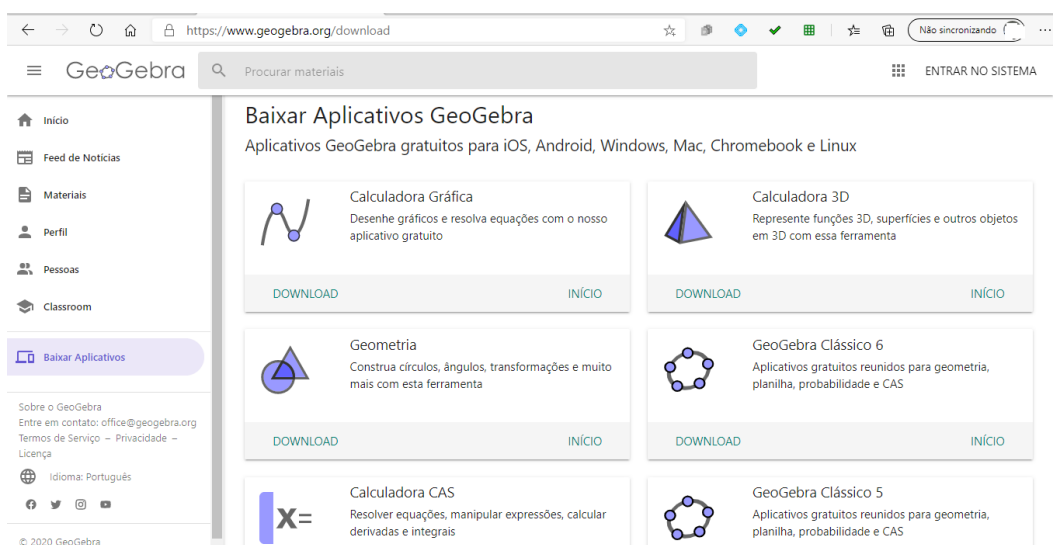 https://www.geogebra.org/download
Não sincronizando
GeoGebra
Procurar materiais
ENTRAR NO SISTEMA
Início
Feed de Notícias
Materiais
Perfil
Pessoas
Classroom
Baixar Aplicativos
Sobre o GeoGebra
Entre em contato: office@geogebra.org
Termos de Serviço – Privacidade –
Licença
Idioma: Português
© 2020 GeoGebra
Baixar Aplicativos GeoGebra
Aplicativos GeoGebra gratuitos para iOS, Android, Windows, Mac, Chromebook e Linux
Calculadora Gráfica
Desenhe gráficos e resolva equações com o nosso
aplicativo gratuito
DOWNLOAD INÍCIO
Calculadora 3D
Represente funções 3D, superfícies e outros objetos
em 3D com essa ferramenta
DOWNLOAD INÍCIO
Geometria
Construa círculos, ângulos, transformações e muito
mais com esta ferramenta
DOWNLOAD INÍCIO
GeoGebra Clássico 6
Aplicativos gratuitos reunidos para geometria,
planilha, probabilidade e CAS
DOWNLOAD INÍCIO
X=
Calculadora CAS
Resolver equações, manipular expressões, calcular
derivadas e integrais
GeoGebra Clássico 5
Aplicativos gratuitos reunidos para geometria,
planilha, probabilidade e CAS